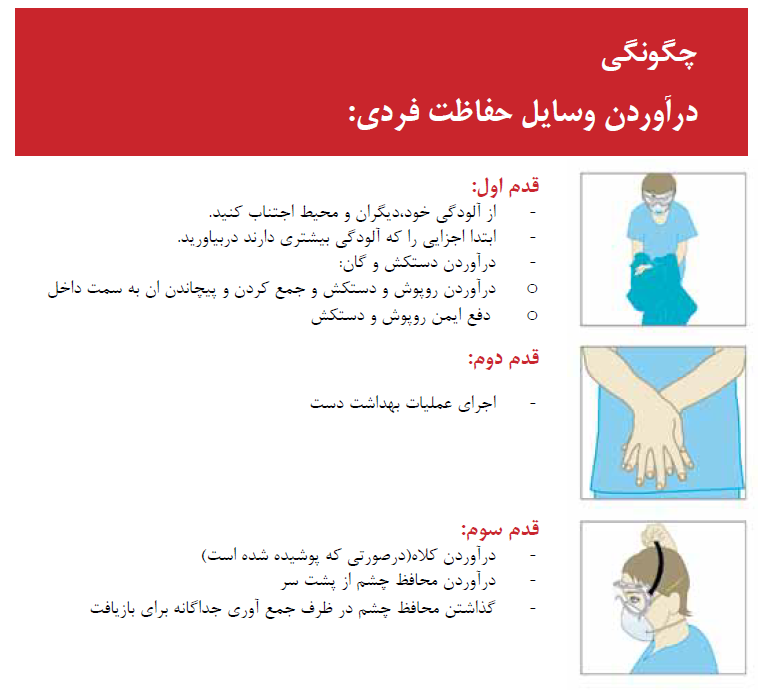 چگونگی
درآوردن وسایل حفاظت فردی:
قدم اول:
- از آلودگی خود،دیگران و محیط اجتناب کنید.
- ابتدا اجزایی را که آلودگی بیشتری دارند دربیاورید.
- درآوردن دستکش و گان:
○ درآوردن روپوش و دستکش و جمع کردن و پیچاندن ان به سمت داخل
○ دفع ایمن روپوش و دستکش
قدم دوم:
- اجرای عملیات بهداشت دست
قدم سوم:
- درآوردن کلاه(درصورتی که پوشیده شده است)
- درآوردن محافظ چشم از پشت سر
- گذاشتن محافظ چشم در ظرف جمع آوری جداگانه برای بازیافت